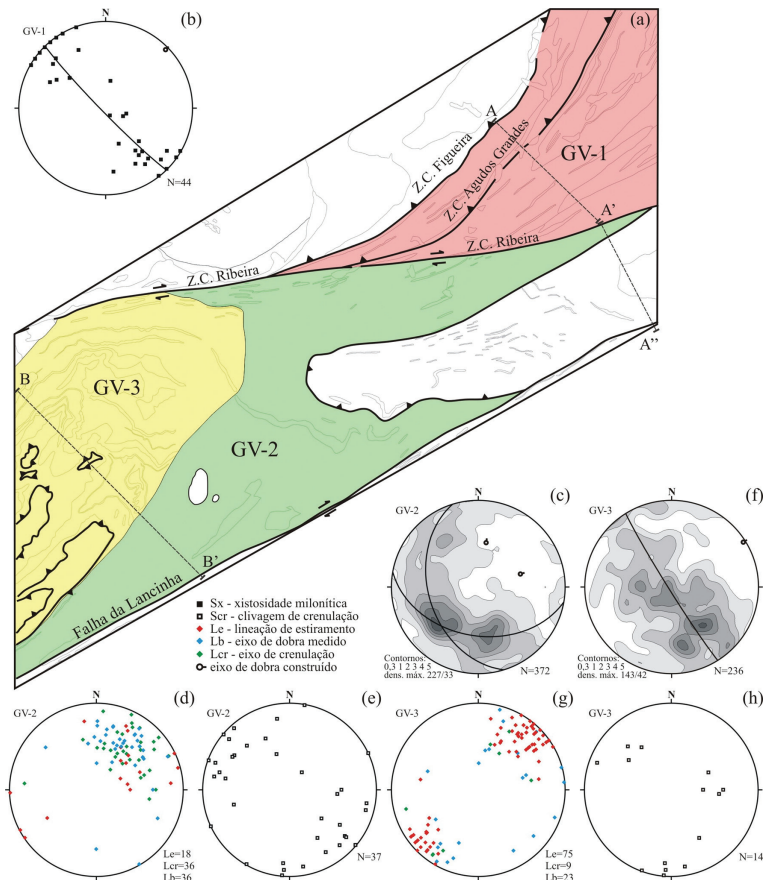 (b)
N
GV-1
N=44
(a)
A
Z.C. Figueira
Z.C. Agudos Grandes
GV-1
A'
Z.C. Ribeira
Z.C. Ribeira
A''
B
GV-3
GV-2
B'
Falha da Lancinha
■ Sx - xistosidade milonítica
Scr - clivagem de crenulação
Le - lineação de estiramento
Lb - eixo de dobra medido
Lcr - eixo de crenulação
eixo de dobra construído
(c)
N
GV-2
Contornos:
0,3 1 2 3 4 5
dens. máx. 227/33
N=372
(f)
N
GV-3
Contornos:
0,3 1 2 3 4 5
dens. máx. 143/42
N=236
(d)
N
GV-2
Le=18
Lcr=36
Lb=36
(e)
N
GV-2
N=37
(g)
N
GV-3
Le=75
Lcr=9
Lb=23
(h)
N
GV-3
N=14